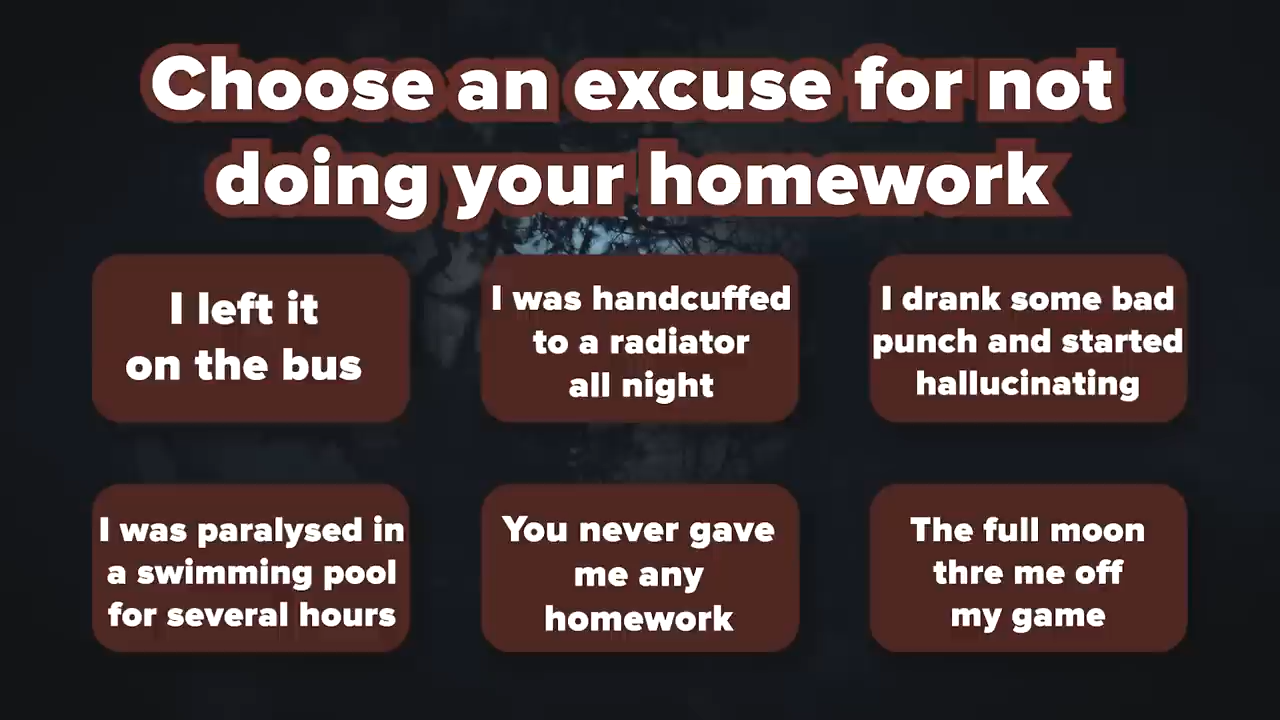 Choose an excuse for not
doing your homework
I left it
on the bus
I was handcuffed
to a radiator
all night
I drank some bad
punch and started
hallucinating
I was paralysed in
a swimming pool
for several hours
You never gave
me any
homework
The full moon
thre me off
my game